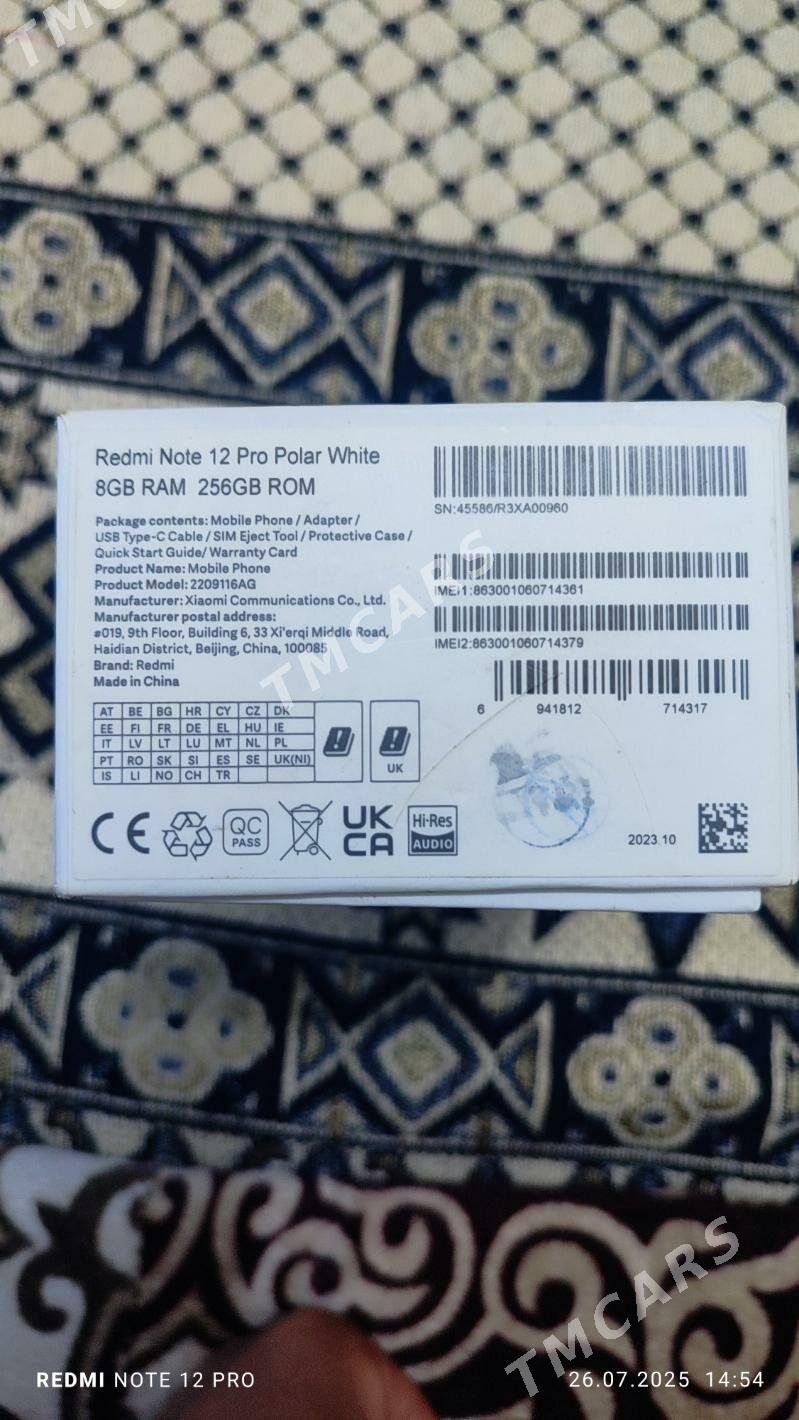 TMCARS
Redmi Note 12 Pro Polar White
8GB RAM 256GB ROM
Package contents: Mobile Phone / Adapter /
USB Type-C Cable / SIM Eject Tool / Protective Case /
Quick Start Guide/ Warranty Card
Product Name: Mobile Phone
Product Model: 2209116AG
Manufacturer: Xiaomi Communications Co., Ltd.
Manufacturer postal address:
#019, 9th Floor, Building 6, 33 Xi'erqi Middle Road,
Haidian District, Beijing, China, 100085
Brand: Redmi
Made in China
SN:45586/R3XA00960
IMEI1:863001060714361
IMEI2:863001060714379
6 941812 714317
TMCARS
AT BE BG HR CY CZ DK
EE FI FR DE EL HU IE
IT LV LT LU MT NL PL
PT RO SK SI ES SE UK(NI)
IS LI NO CH TR
UK
CE
QC
PASS
UK
CA
Hi-Res
AUDIO
2023.10
TMCARS
REDMI NOTE 12 PRO
26.07.2025 14:54